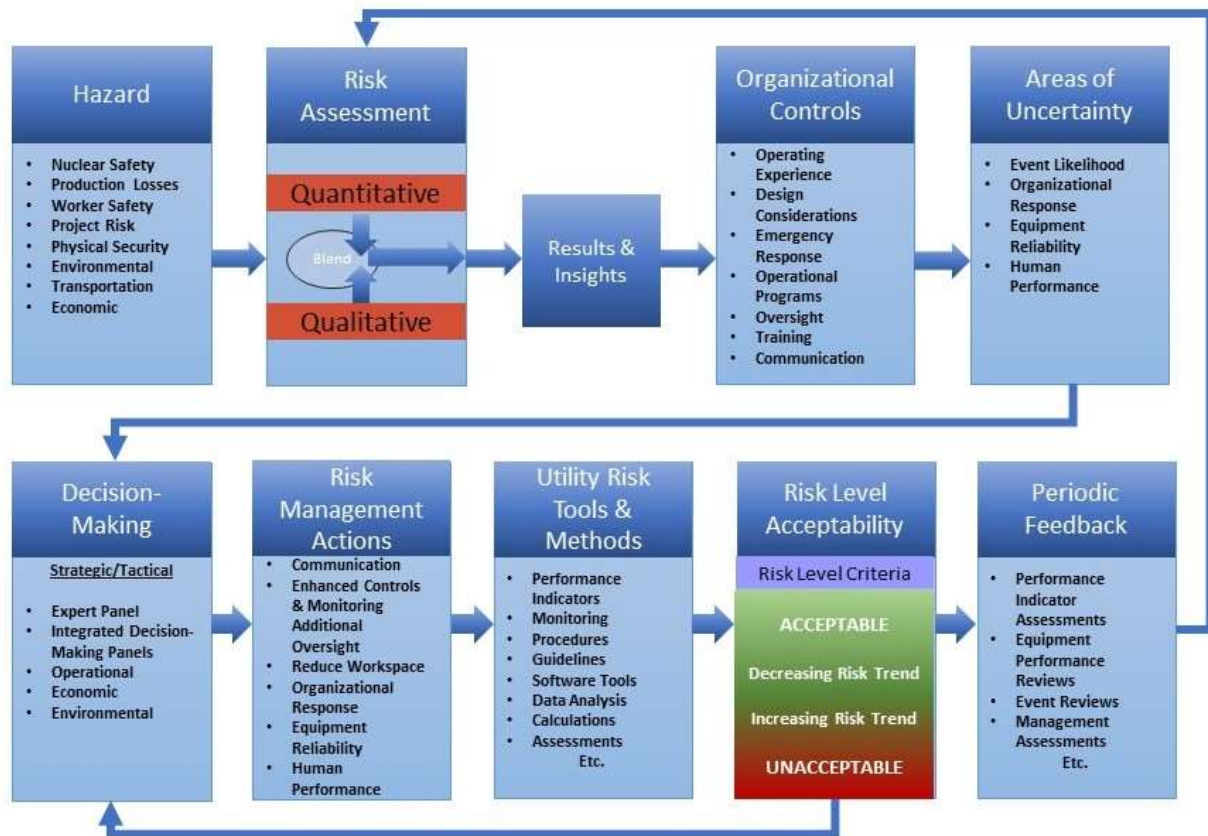 Hazard
• Nuclear Safety
• Production Losses
• Worker Safety
• Project Risk
• Physical Security
• Environmental
• Transportation
• Economic
Risk
Assessment
Quantitative
Blend
Qualitative
Results &
Insights
Organizational
Controls
• Operating
Experience
• Design
Considerations
• Emergency
Response
• Operational
Programs
• Oversight
• Training
• Communication
Areas of
Uncertainty
• Event Likelihood
• Organizational
Response
• Equipment
Reliability
• Human
Performance
Decision-
Making
Strategic/Tactical
• Expert Panel
• Integrated Decision-
Making Panels
• Operational
• Economic
• Environmental
Risk
Management
Actions
• Communication
• Enhanced Controls
& Monitoring
Additional
Oversight
• Reduce Workspace
• Organizational
Response
• Equipment
Reliability
• Human
Performance
Utility Risk
Tools &
Methods
• Performance
Indicators
• Monitoring
• Procedures
• Guidelines
• Software Tools
• Data Analysis
• Calculations
• Assessments
Etc.
Risk Level
Acceptability
Risk Level Criteria
ACCEPTABLE
Decreasing Risk Trend
Increasing Risk Trend
UNACCEPTABLE
Periodic
Feedback
• Performance
Indicator
Assessments
• Equipment
Performance
Reviews
• Event Reviews
• Management
Assessments
Etc.